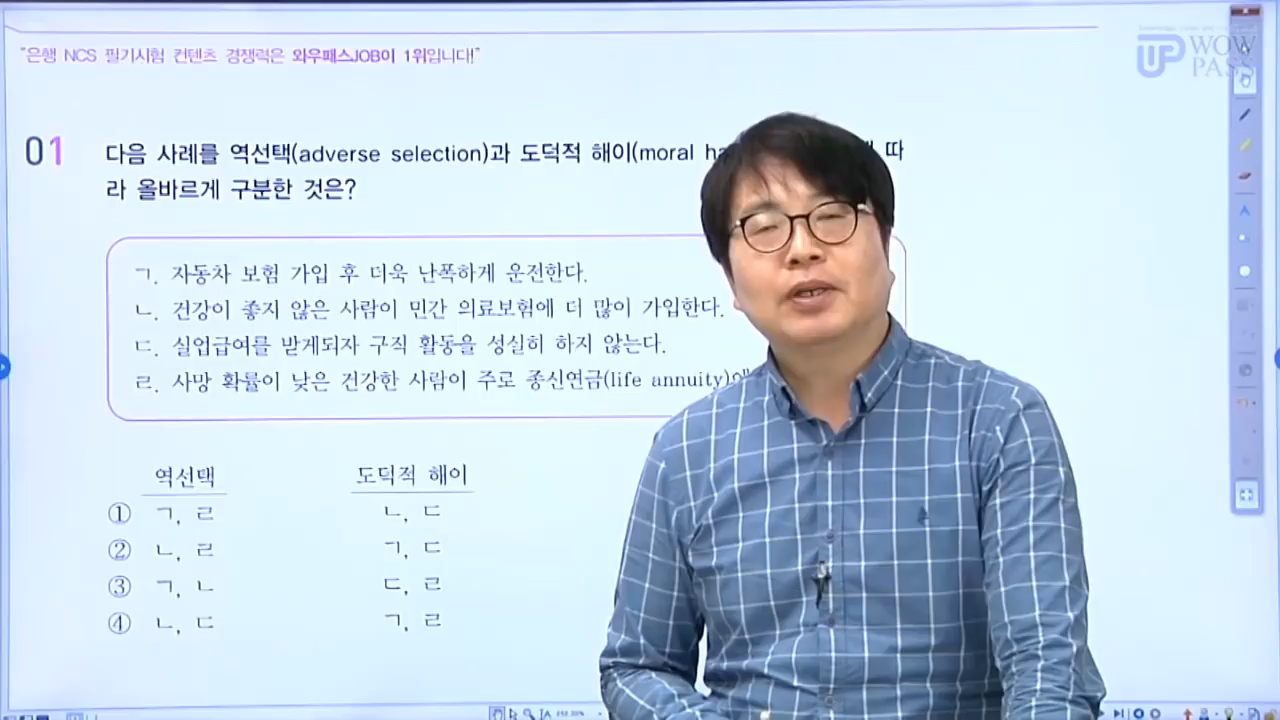 "은행 NCS 필기시험 컨텐츠 경쟁력은 와우패스JOB이 1위입니다!"
UP WOW
PASS
01 다음 사례를 역선택(adverse selection)과 도덕적 해이(moral 따
라 올바르게 구분한 것은?
ㄱ. 자동차 보험 가입 후 더욱 난폭하게 운전한다.
ㄴ. 건강이 좋지 않은 사람이 민간 의료보험에 더 많이 가입한다.
ㄷ. 실업급여를 받게되자 구직 활동을 성실히 하지 않는다.
ㄹ. 사망 확률이 낮은 건강한 사람이 주로 종신연금(life annuity)에
역선택 도덕적 해이
① ㄱ, ㄹ ㄴ, ㄷ
② ㄴ, ㄹ ㄱ, ㄷ
③ ㄱ, ㄴ ㄷ, ㄹ
④ ㄴ, ㄷ ㄱ, ㄹ